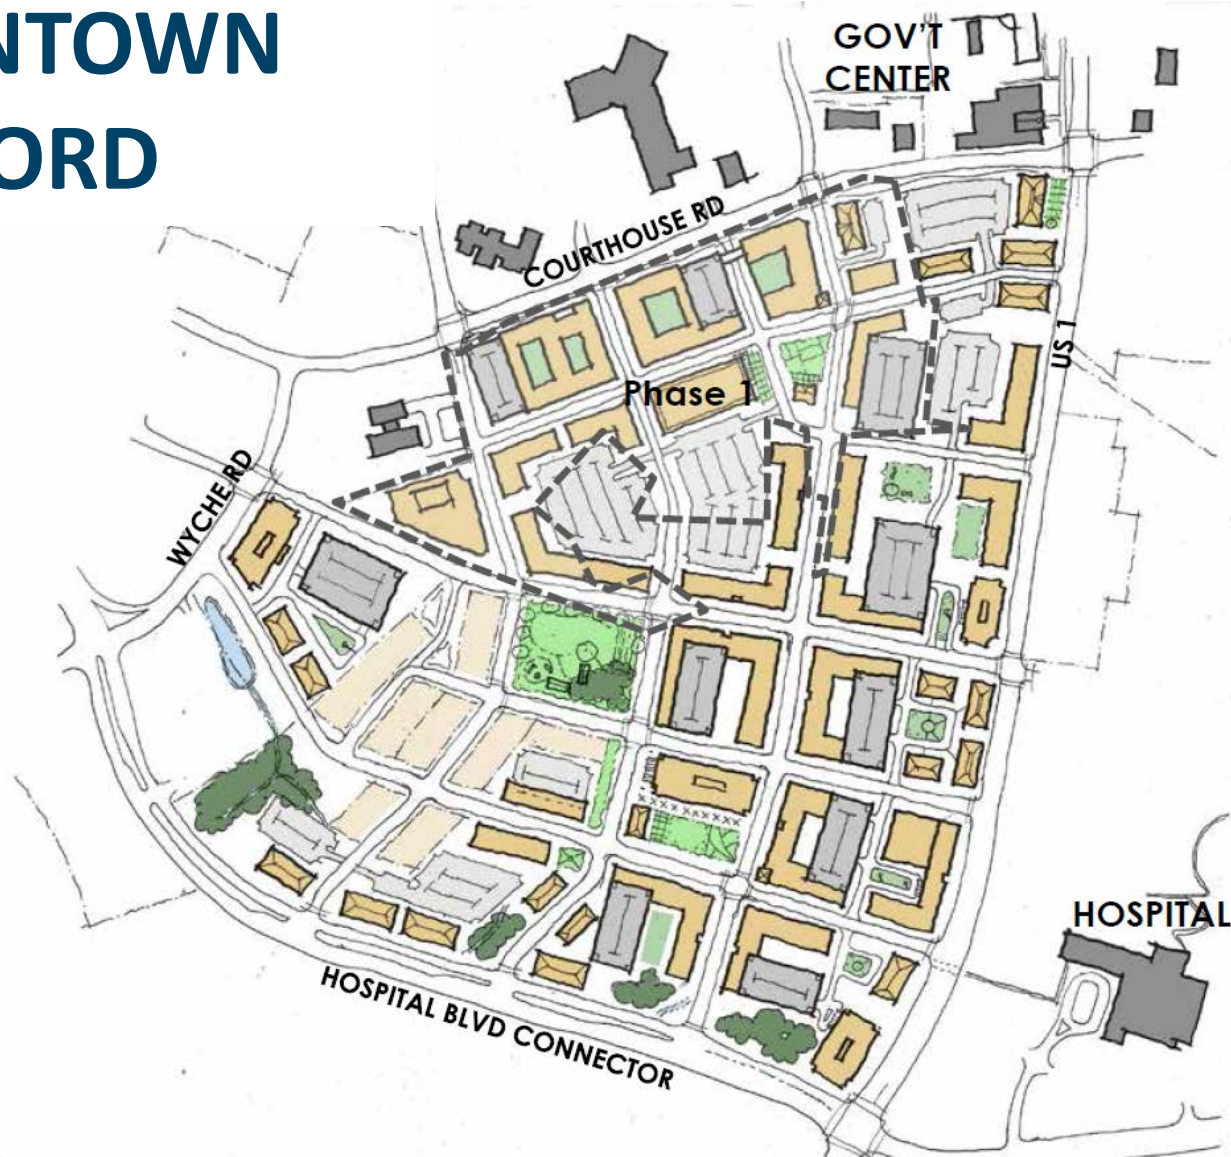 NTOWN
ORD
GOV'T
CENTER
COURTHOUSE RD
US 1
Phase 1
WYCHE RD
HOSPITAL
HOSPITAL BLVD CONNECTOR